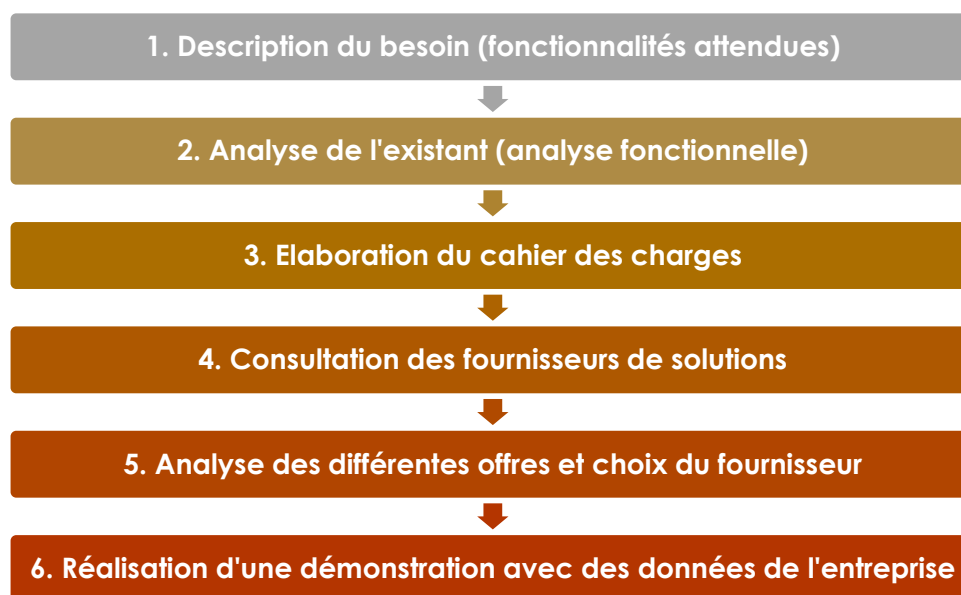 1. Description du besoin (fonctionnalités attendues)
2. Analyse de l'existant (analyse fonctionnelle)
3. Elaboration du cahier des charges
4. Consultation des fournisseurs de solutions
5. Analyse des différentes offres et choix du fournisseur
6. Réalisation d'une démonstration avec des données de l'entreprise